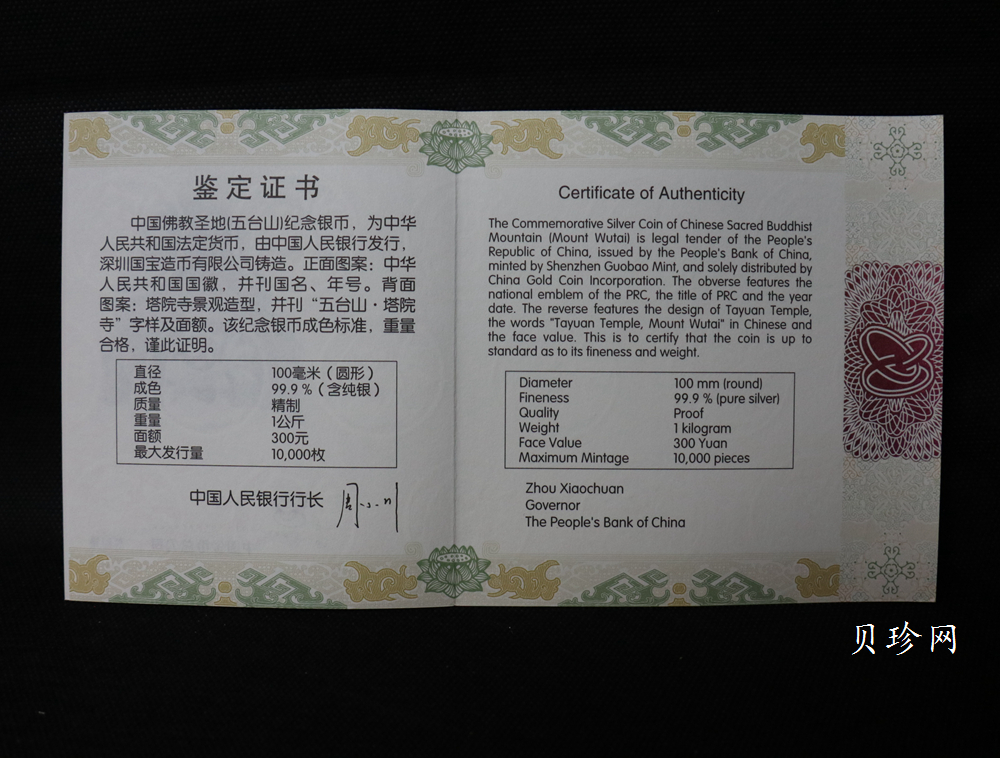 鉴定证书
中国佛教圣地(五台山)纪念银币，为中华
人民共和国法定货币，由中国人民银行发行，
深圳国宝造币有限公司铸造。正面图案：中华
人民共和国国徽，并刊国名、年号。背面
图案：塔院寺景观造型，并刊“五台山·塔院
寺”字样及面额。该纪念银币成色标准，重量
合格，谨此证明。
直径 100毫米（圆形）
成色 99.9 %（含纯银）
质量 精制
重量 1公斤
面额 300元
最大发行量 10,000枚
中国人民银行行长 周小川
Certificate of Authenticity
The Commemorative Silver Coin of Chinese Sacred Buddhist
Mountain (Mount Wutai) is legal tender of the People's
Republic of China, issued by the People's Bank of China,
minted by Shenzhen Guobao Mint, and solely distributed by
China Gold Coin Incorporation. The obverse features the
national emblem of the PRC, the title of PRC and the year
date. The reverse features the design of Tayuan Temple,
the words "Tayuan Temple, Mount Wutai" in Chinese and
the face value. This is to certify that the coin is up to
standard as to its fineness and weight.
Diameter 100 mm (round)
Fineness 99.9 % (pure silver)
Quality Proof
Weight 1 kilogram
Face Value 300 Yuan
Maximum Mintage 10,000 pieces
Zhou Xiaochuan
Governor
The People's Bank of China
贝珍网